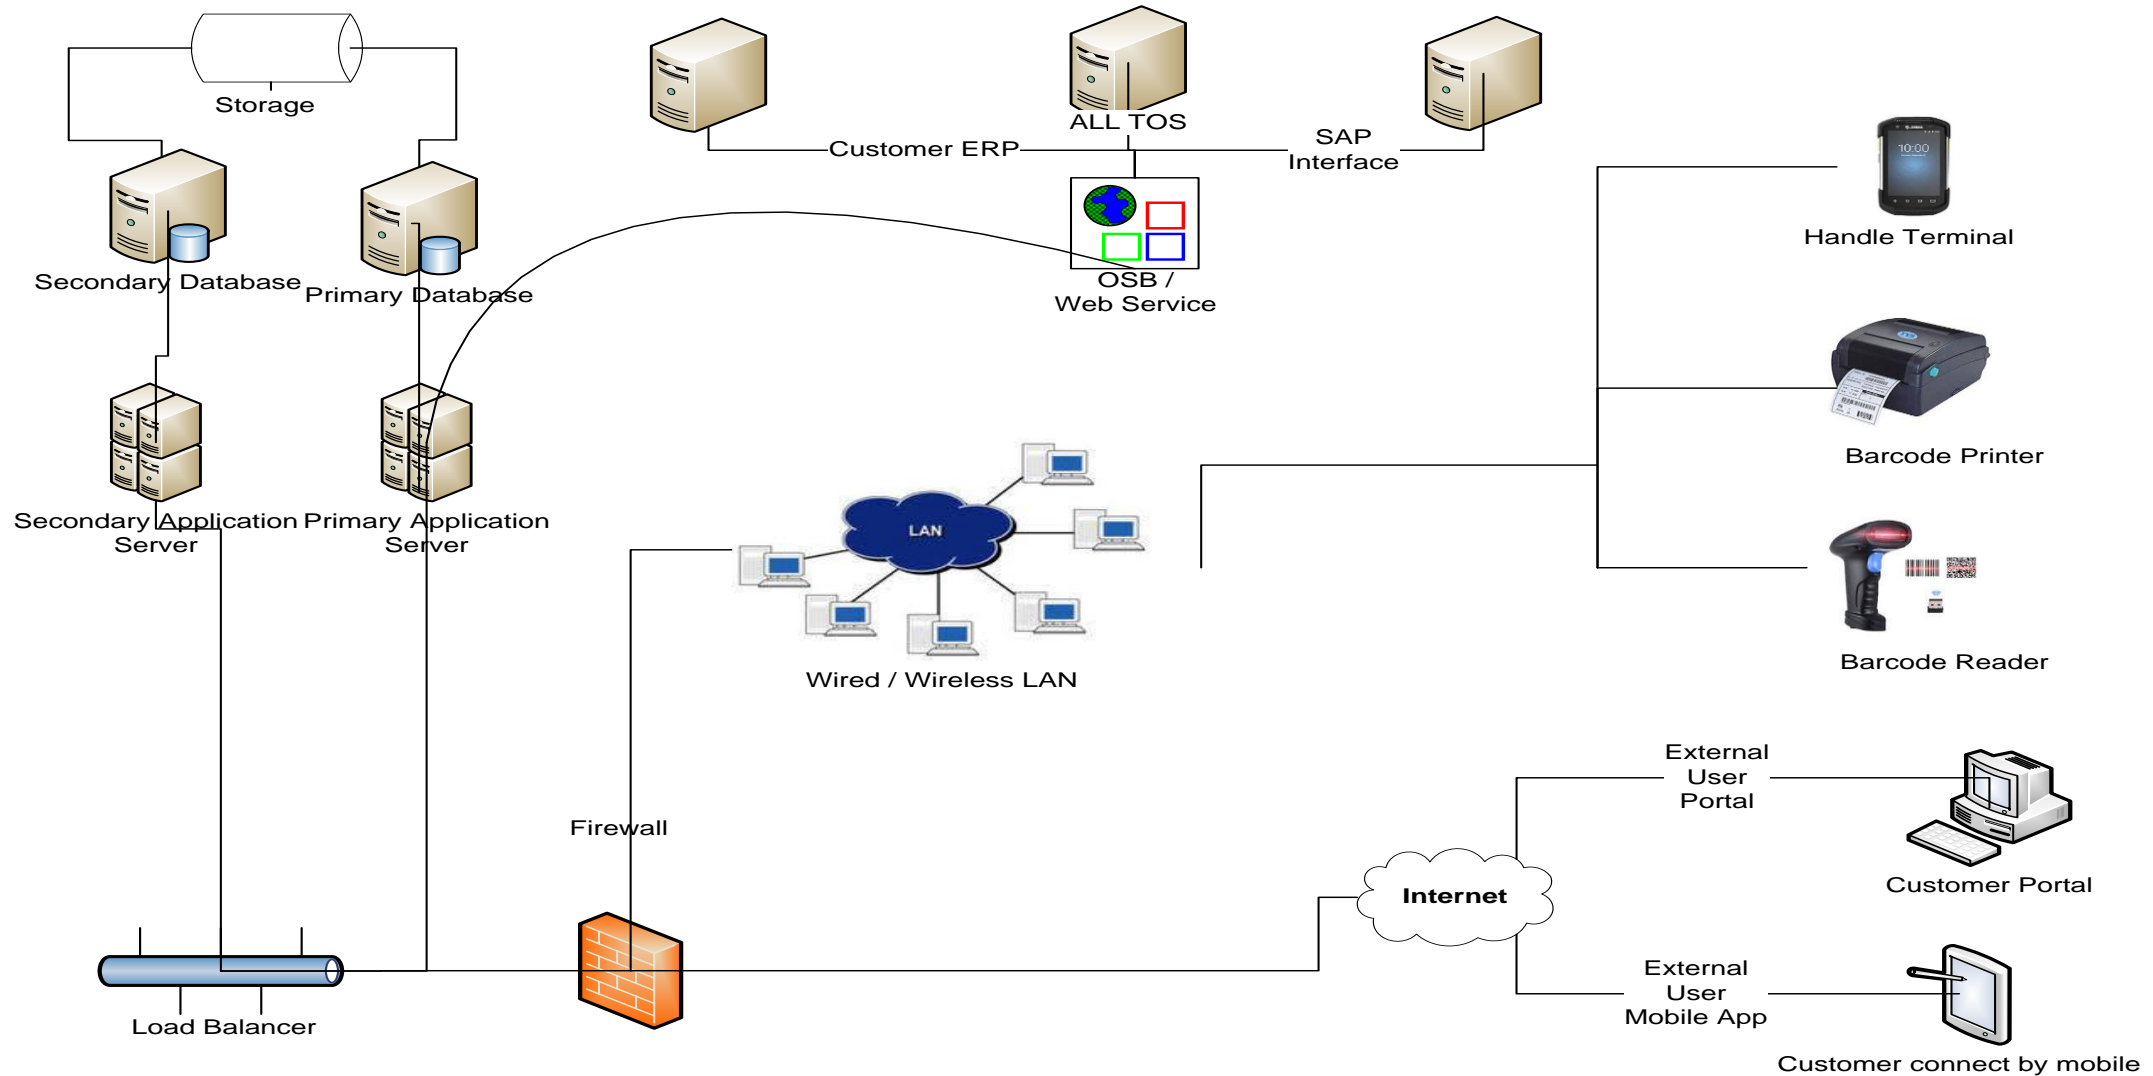 Storage
ALL TOS
Customer ERP
SAP
Interface
10:00
Handle Terminal
Secondary Database
Primary Database
OSB /
Web Service
Barcode Printer
Secondary Application
Server
Primary Application
Server
LAN
Wired / Wireless LAN
Barcode Reader
External
User
Portal
Firewall
Customer Portal
Internet
External
User
Mobile App
Load Balancer
Customer connect by mobile